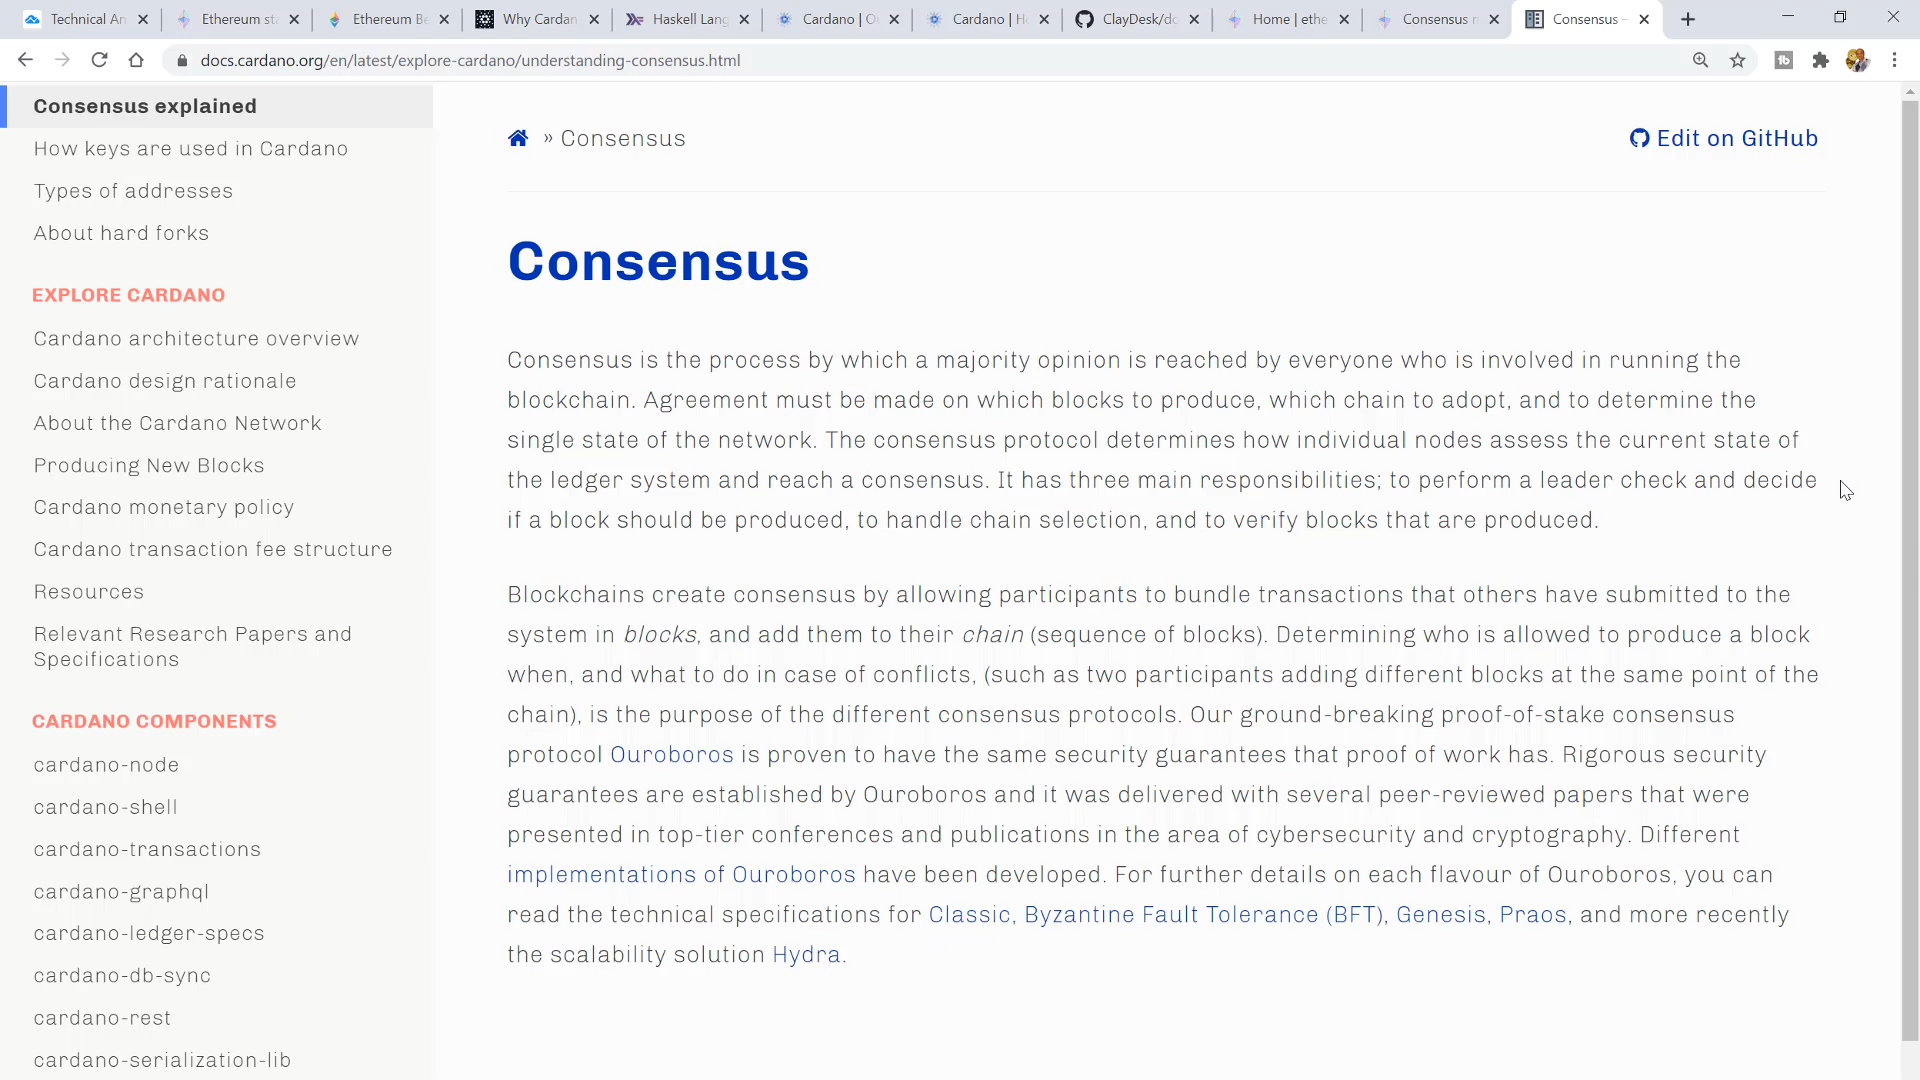 Technical An
Ethereum st
Ethereum Be
Why Cardan
Haskell Lang
Cardano | O
Cardano | H
ClayDesk/do
Home | ethe
Consensus m
Consensus –
docs.cardano.org/en/latest/explore-cardano/understanding-consensus.html
Consensus explained
How keys are used in Cardano
Types of addresses
About hard forks
EXPLORE CARDANO
Cardano architecture overview
Cardano design rationale
About the Cardano Network
Producing New Blocks
Cardano monetary policy
Cardano transaction fee structure
Resources
Relevant Research Papers and
Specifications
CARDANO COMPONENTS
cardano-node
cardano-shell
cardano-transactions
cardano-graphql
cardano-ledger-specs
cardano-db-sync
cardano-rest
cardano-serialization-lib
» Consensus
Edit on GitHub
Consensus
Consensus is the process by which a majority opinion is reached by everyone who is involved in running the
blockchain. Agreement must be made on which blocks to produce, which chain to adopt, and to determine the
single state of the network. The consensus protocol determines how individual nodes assess the current state of
the ledger system and reach a consensus. It has three main responsibilities; to perform a leader check and decide
if a block should be produced, to handle chain selection, and to verify blocks that are produced.
Blockchains create consensus by allowing participants to bundle transactions that others have submitted to the
system in blocks, and add them to their chain (sequence of blocks). Determining who is allowed to produce a block
when, and what to do in case of conflicts, (such as two participants adding different blocks at the same point of the
chain), is the purpose of the different consensus protocols. Our ground-breaking proof-of-stake consensus
protocol Ouroboros is proven to have the same security guarantees that proof of work has. Rigorous security
guarantees are established by Ouroboros and it was delivered with several peer-reviewed papers that were
presented in top-tier conferences and publications in the area of cybersecurity and cryptography. Different
implementations of Ouroboros have been developed. For further details on each flavour of Ouroboros, you can
read the technical specifications for Classic, Byzantine Fault Tolerance (BFT), Genesis, Praos, and more recently
the scalability solution Hydra.